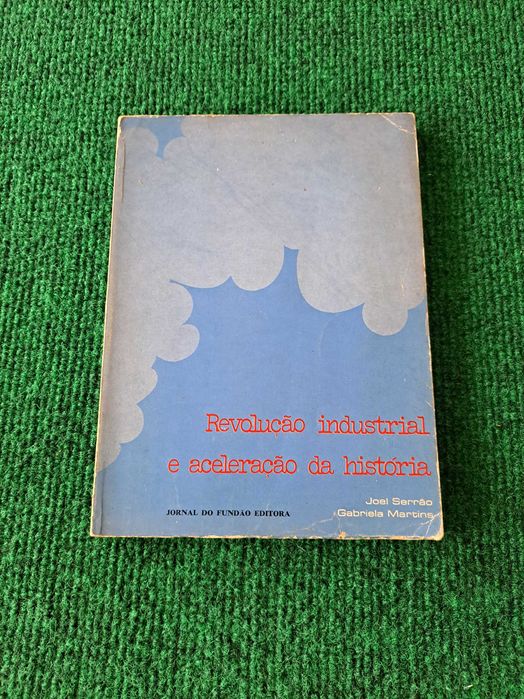 Revolução industrial
e aceleração da história
Joel Serrão
Gabriela Martins
JORNAL DO FUNDÃO EDITORA